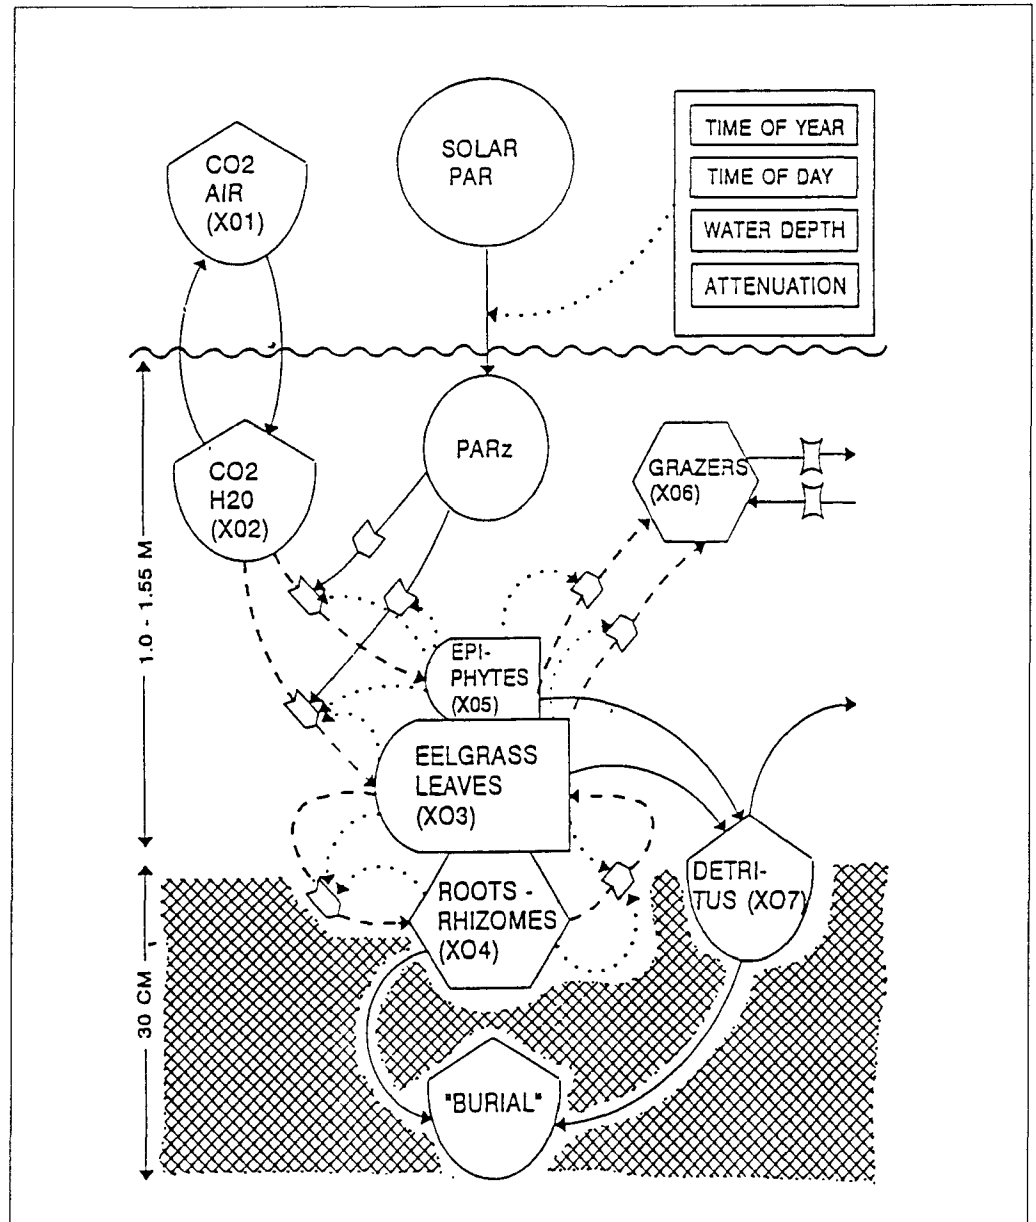 TIME OF YEAR
SOLAR
PAR
CO2
AIR
(X01)
TIME OF DAY
WATER DEPTH
ATTENUATION
PARz
GRAZERS
(X06)
CO2
H20
(X02)
1.0 - 1.55 M
EPI-
PHYTES
(X05)
EELGRASS
LEAVES
(XO3)
DETRI-
TUS (XO7)
ROOTS -
RHIZOMES
(XO4)
30 CM
"BURIAL"